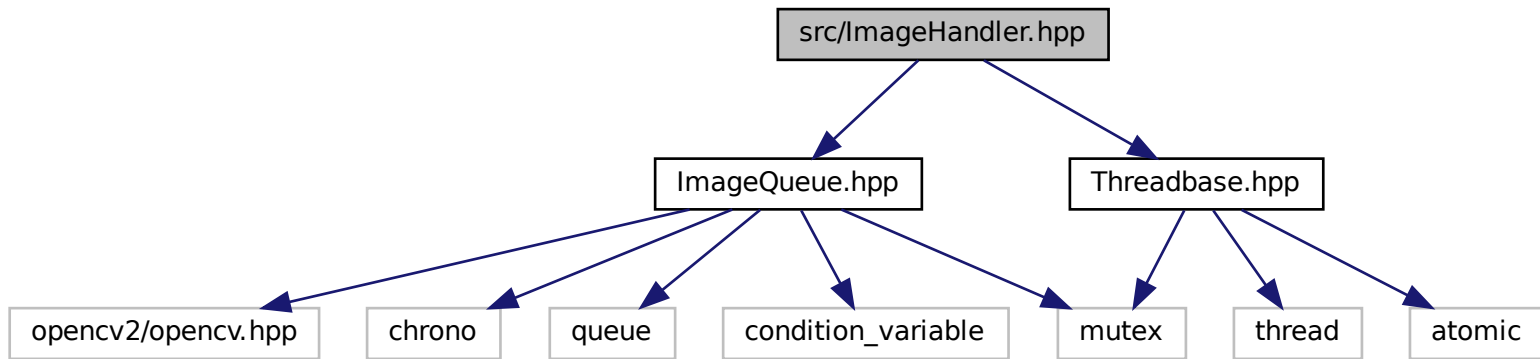 src/ImageHandler.hpp
ImageQueue.hpp
Threadbase.hpp
opencv2/opencv.hpp
chrono
queue
condition_variable
mutex
thread
atomic